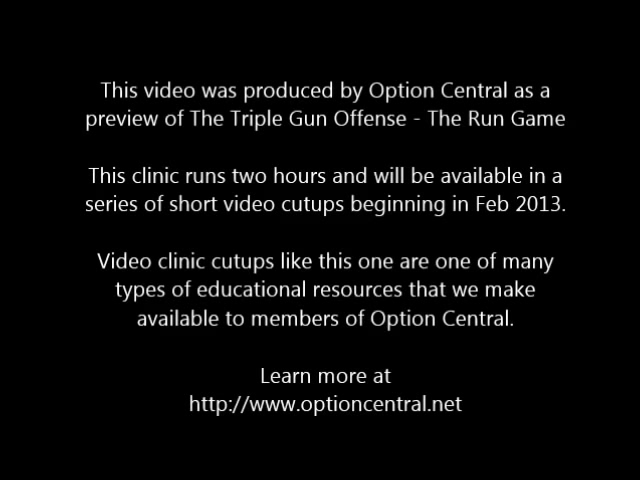 This video was produced by Option Central as a
preview of The Triple Gun Offense - The Run Game
This clinic runs two hours and will be available in a
series of short video cutups beginning in Feb 2013.
Video clinic cutups like this one are one of many
types of educational resources that we make
available to members of Option Central.
Learn more at
http://www.optioncentral.net